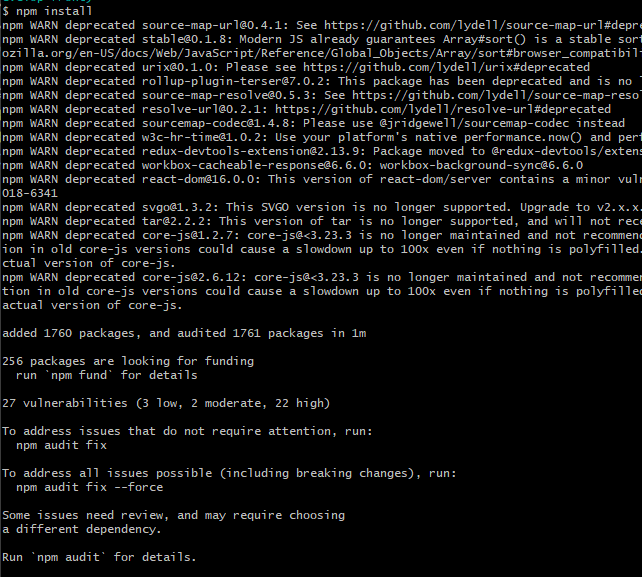 $ npm install
npm WARN deprecated source-map-url@0.4.1: See https://github.com/lydell/source-map-url#depre
npm WARN deprecated stable@0.1.8: Modern JS already guarantees Array#sort() is a stable sort
ozilla.org/en-US/docs/Web/JavaScript/Reference/Global_Objects/Array/sort#browser_compatibili
npm WARN deprecated urix@0.1.0: Please see https://github.com/lydell/urix#deprecated
npm WARN deprecated rollup-plugin-terser@7.0.2: This package has been deprecated and is no l
npm WARN deprecated source-map-resolve@0.5.3: See https://github.com/lydell/source-map-resol
npm WARN deprecated resolve-url@0.2.1: https://github.com/lydell/resolve-url#deprecated
npm WARN deprecated sourcemap-codec@1.4.8: Please use @jridgewell/sourcemap-codec instead
npm WARN deprecated w3c-hr-time@1.0.2: Use your platform's native performance.now() and perf
npm WARN deprecated redux-devtools-extension@2.13.9: Package moved to @redux-devtools/extens
npm WARN deprecated workbox-cacheable-response@6.6.0: workbox-background-sync@6.6.0
npm WARN deprecated react-dom@16.0.0: This version of react-dom/server contains a minor vuln
018-6341
npm WARN deprecated svgo@1.3.2: This SVGO version is no longer supported. Upgrade to v2.x.x.
npm WARN deprecated tar@2.2.2: This version of tar is no longer supported, and will not rece
npm WARN deprecated core-js@1.2.7: core-js@<3.23.3 is no longer maintained and not recommend
ion in old core-js versions could cause a slowdown up to 100x even if nothing is polyfilled.
ctual version of core-js.
npm WARN deprecated core-js@2.6.12: core-js@<3.23.3 is no longer maintained and not recommen
tion in old core-js versions could cause a slowdown up to 100x even if nothing is polyfilled
actual version of core-js.
added 1760 packages, and audited 1761 packages in 1m
256 packages are looking for funding
run `npm fund` for details
27 vulnerabilities (3 low, 2 moderate, 22 high)
To address issues that do not require attention, run:
npm audit fix
To address all issues possible (including breaking changes), run:
npm audit fix --force
Some issues need review, and may require choosing
a different dependency.
Run `npm audit` for details.